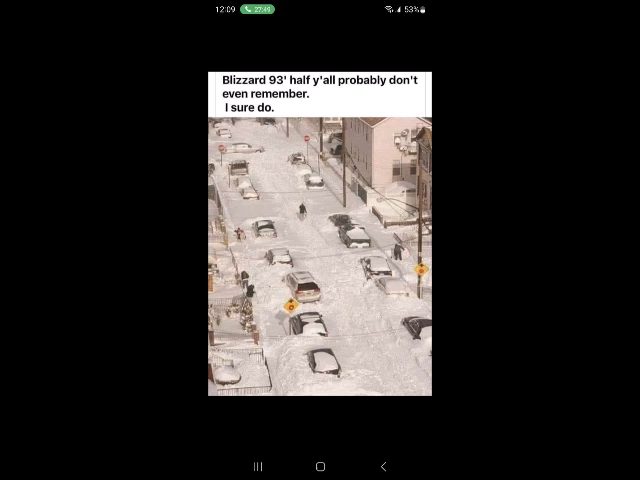 12:09
27:49
53%
Blizzard 93' half y'all probably don't
even remember.
I sure do.